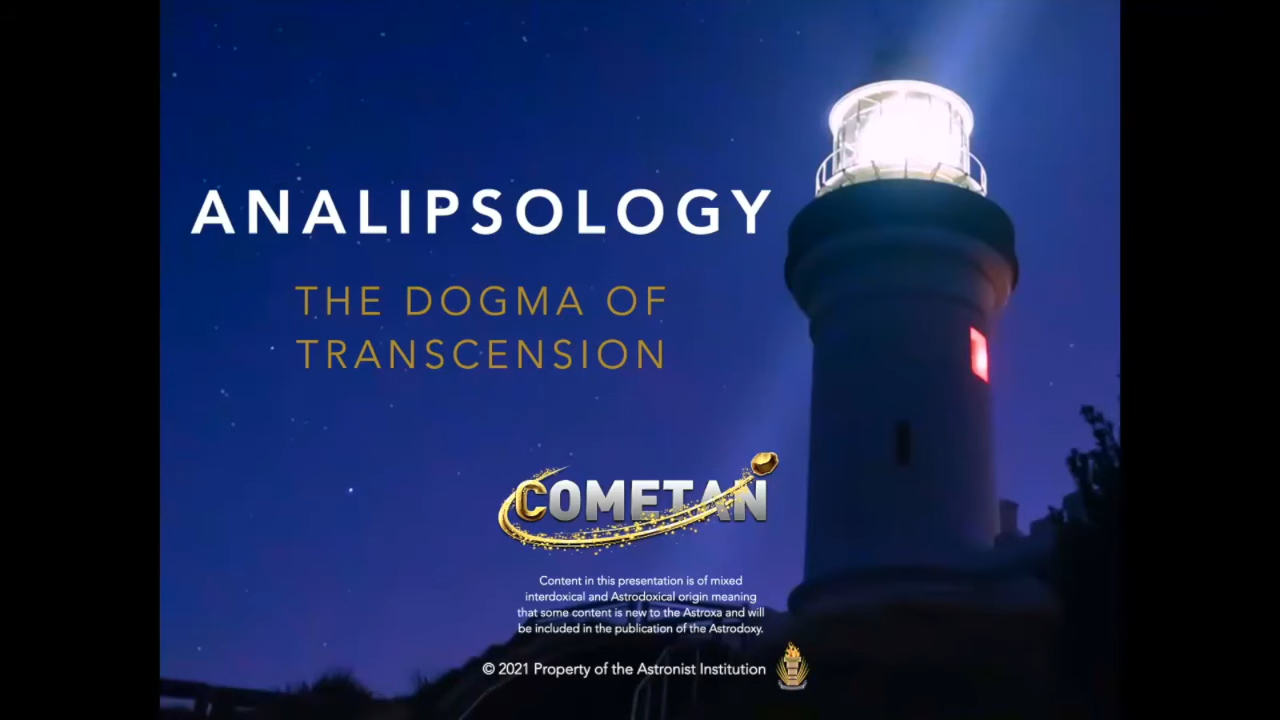 ANALIPSOLOGY
THE DOGMA OF
TRANSCENSION
COMETAN
Content in this presentation is of mixed
interdoxical and Astrodoxical origin meaning
that some content is new to the Astroxa and will
be included in the publication of the Astrodoxy.
© 2021 Property of the Astronist Institution